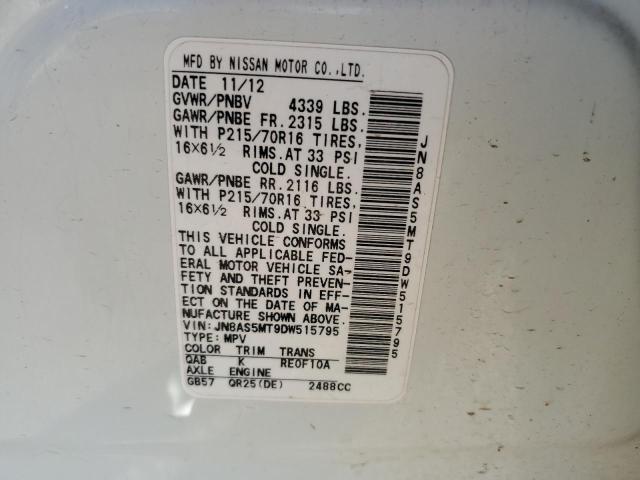 MFD BY NISSAN MOTOR CO.,LTD.
DATE 11/12
GVWR/PNBV 4339 LBS.
GAWR/PNBE FR. 2315 LBS.
WITH P215/70R16 TIRES,
16×6½ RIMS. AT 33 PSI
COLD SINGLE.
GAWR/PNBE RR. 2116 LBS.
WITH P215/70R16 TIRES,
16×6½ RIMS. AT 33 PSI
COLD SINGLE.
THIS VEHICLE CONFORMS
TO ALL APPLICABLE FED-
ERAL MOTOR VEHICLE SA-
FETY AND THEFT PREVEN-
TION STANDARDS IN EFF-
ECT ON THE DATE OF MA-
NUFACTURE SHOWN ABOVE.
VIN: JN8AS5MT9DW515795
TYPE: MPV
COLOR TRIM TRANS
QAB K RE0F10A
AXLE ENGINE
GB57 QR25(DE) 2488CC
JN8AS5MT9DW515795